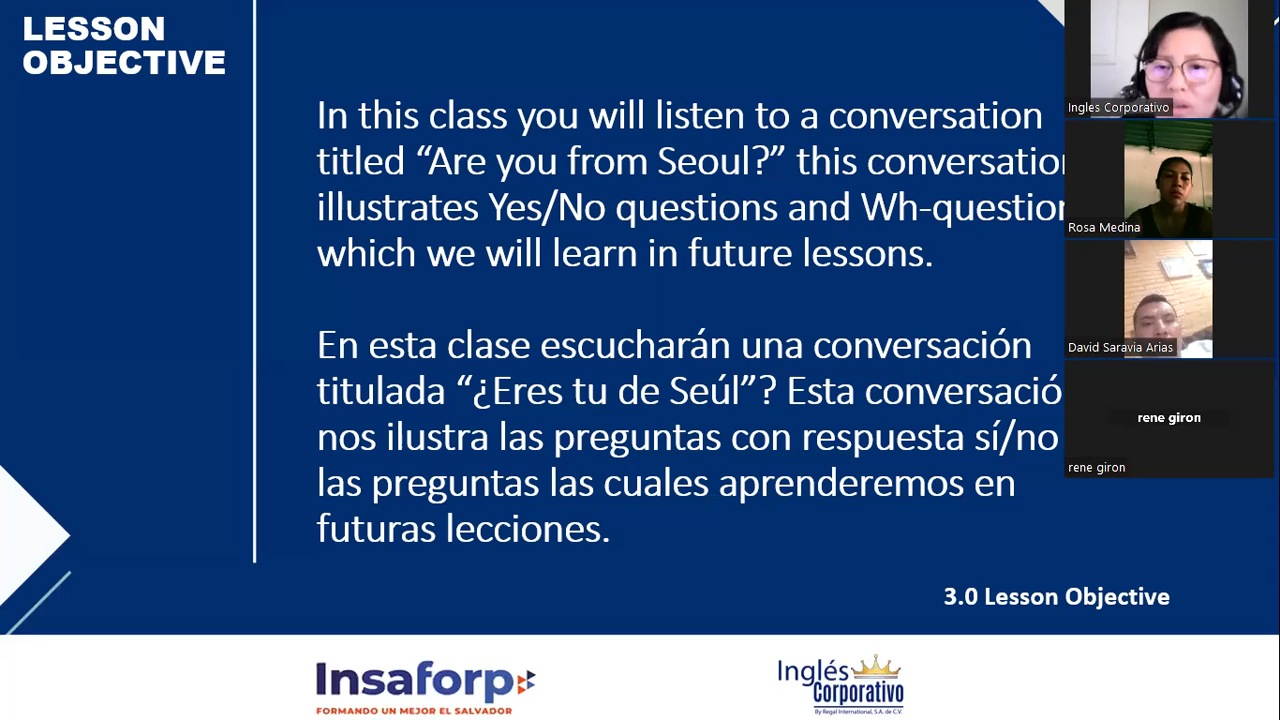 LESSON
OBJECTIVE
In this class you will listen to a conversation
titled “Are you from Seoul?” this conversation
illustrates Yes/No questions and Wh-question
which we will learn in future lessons.
En esta clase escucharán una conversación
titulada “¿Eres tu de Seúl”? Esta conversació
nos ilustra las preguntas con respuesta sí/no
las preguntas las cuales aprenderemos en
futuras lecciones.
3.0 Lesson Objective
Insaforp
FORMANDO UN MEJOR EL SALVADOR
Inglés
Corporativo
By Regal International, S.A. de C.V.
Ingles Corporativo
Rosa Medina
David Saravia Arias
rene giron
rene giron